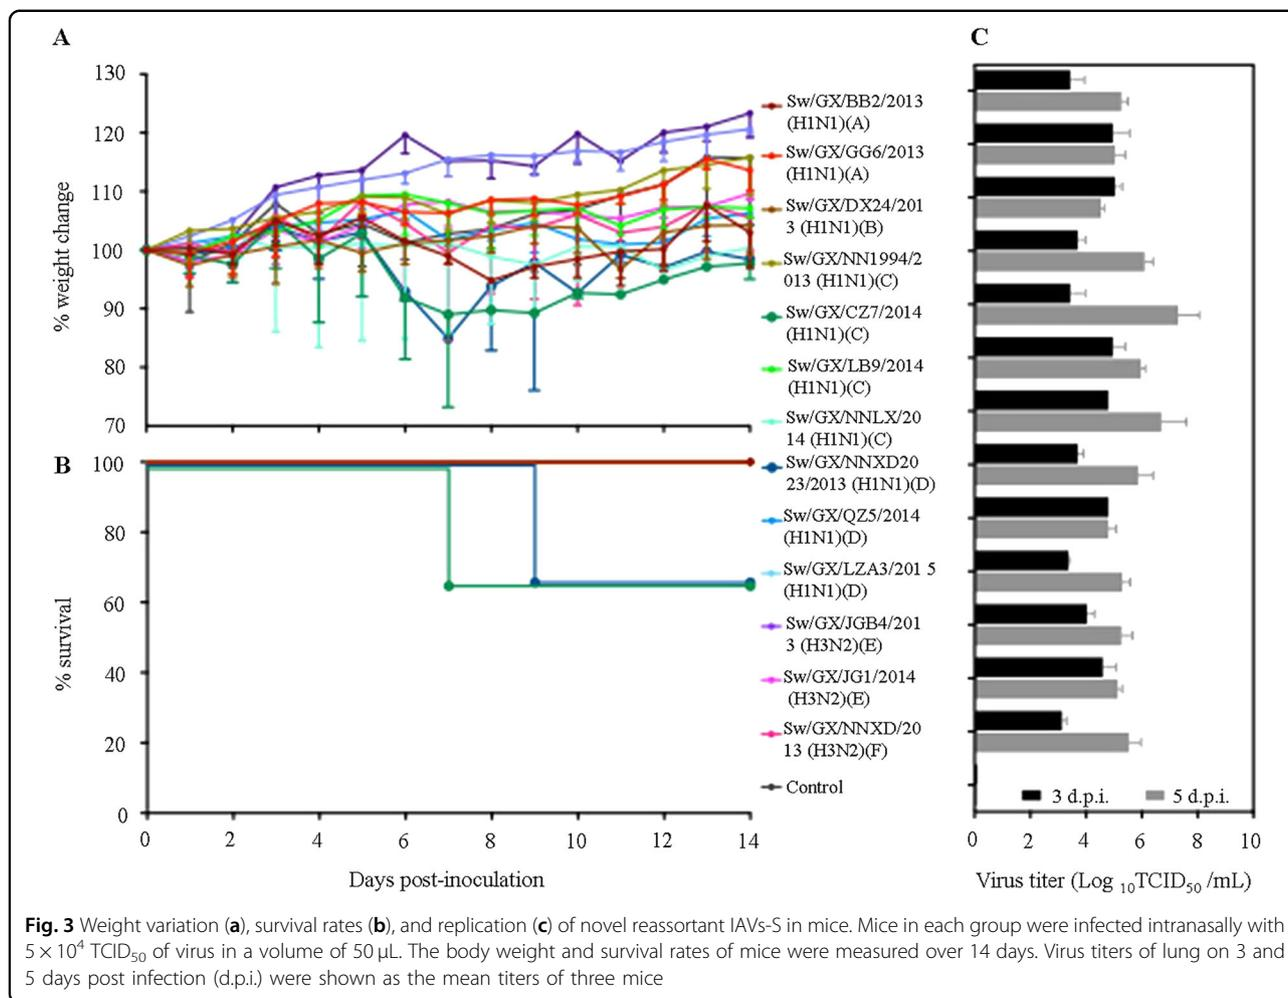 A
130
120
110
100
90
80
70
% weight change
B
100
80
60
40
20
0
% survival
0 2 4 6 8 10 12 14
Days post-inoculation
Sw/GX/BB2/2013
(H1N1)(A)
Sw/GX/GG6/2013
(H1N1)(A)
Sw/GX/DX24/201
3 (H1N1)(B)
Sw/GX/NN1994/2
013 (H1N1)(C)
Sw/GX/CZ7/2014
(H1N1)(C)
Sw/GX/LB9/2014
(H1N1)(C)
Sw/GX/NNLX/20
14 (H1N1)(C)
Sw/GX/NNXD20
23/2013 (H1N1)(D)
Sw/GX/QZ5/2014
(H1N1)(D)
Sw/GX/LZA3/201 5
(H1N1)(D)
Sw/GX/JGB4/201
3 (H3N2)(E)
Sw/GX/JG1/2014
(H3N2)(E)
Sw/GX/NNXD/20
13 (H3N2)(F)
Control
C
3 d.p.i. 5 d.p.i.
0 2 4 6 8 10
Virus titer (Log 10TCID50 /mL)
Fig. 3 Weight variation (a), survival rates (b), and replication (c) of novel reassortant IAVs-S in mice. Mice in each group were infected intranasally with
5 × 10⁴ TCID50 of virus in a volume of 50 µL. The body weight and survival rates of mice were measured over 14 days. Virus titers of lung on 3 and
5 days post infection (d.p.i.) were shown as the mean titers of three mice